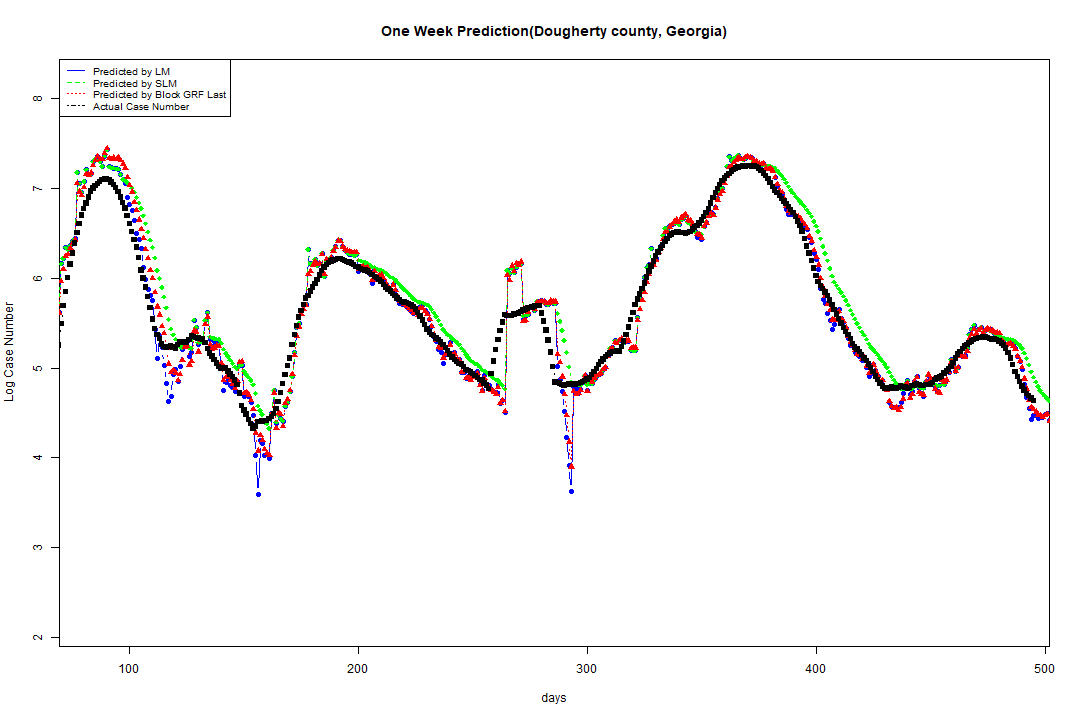 One Week Prediction(Dougherty county, Georgia)
Predicted by LM
Predicted by SLM
Predicted by Block GRF Last
Actual Case Number
8
7
6
5
4
3
2
Log Case Number
100
200
300
400
500
days